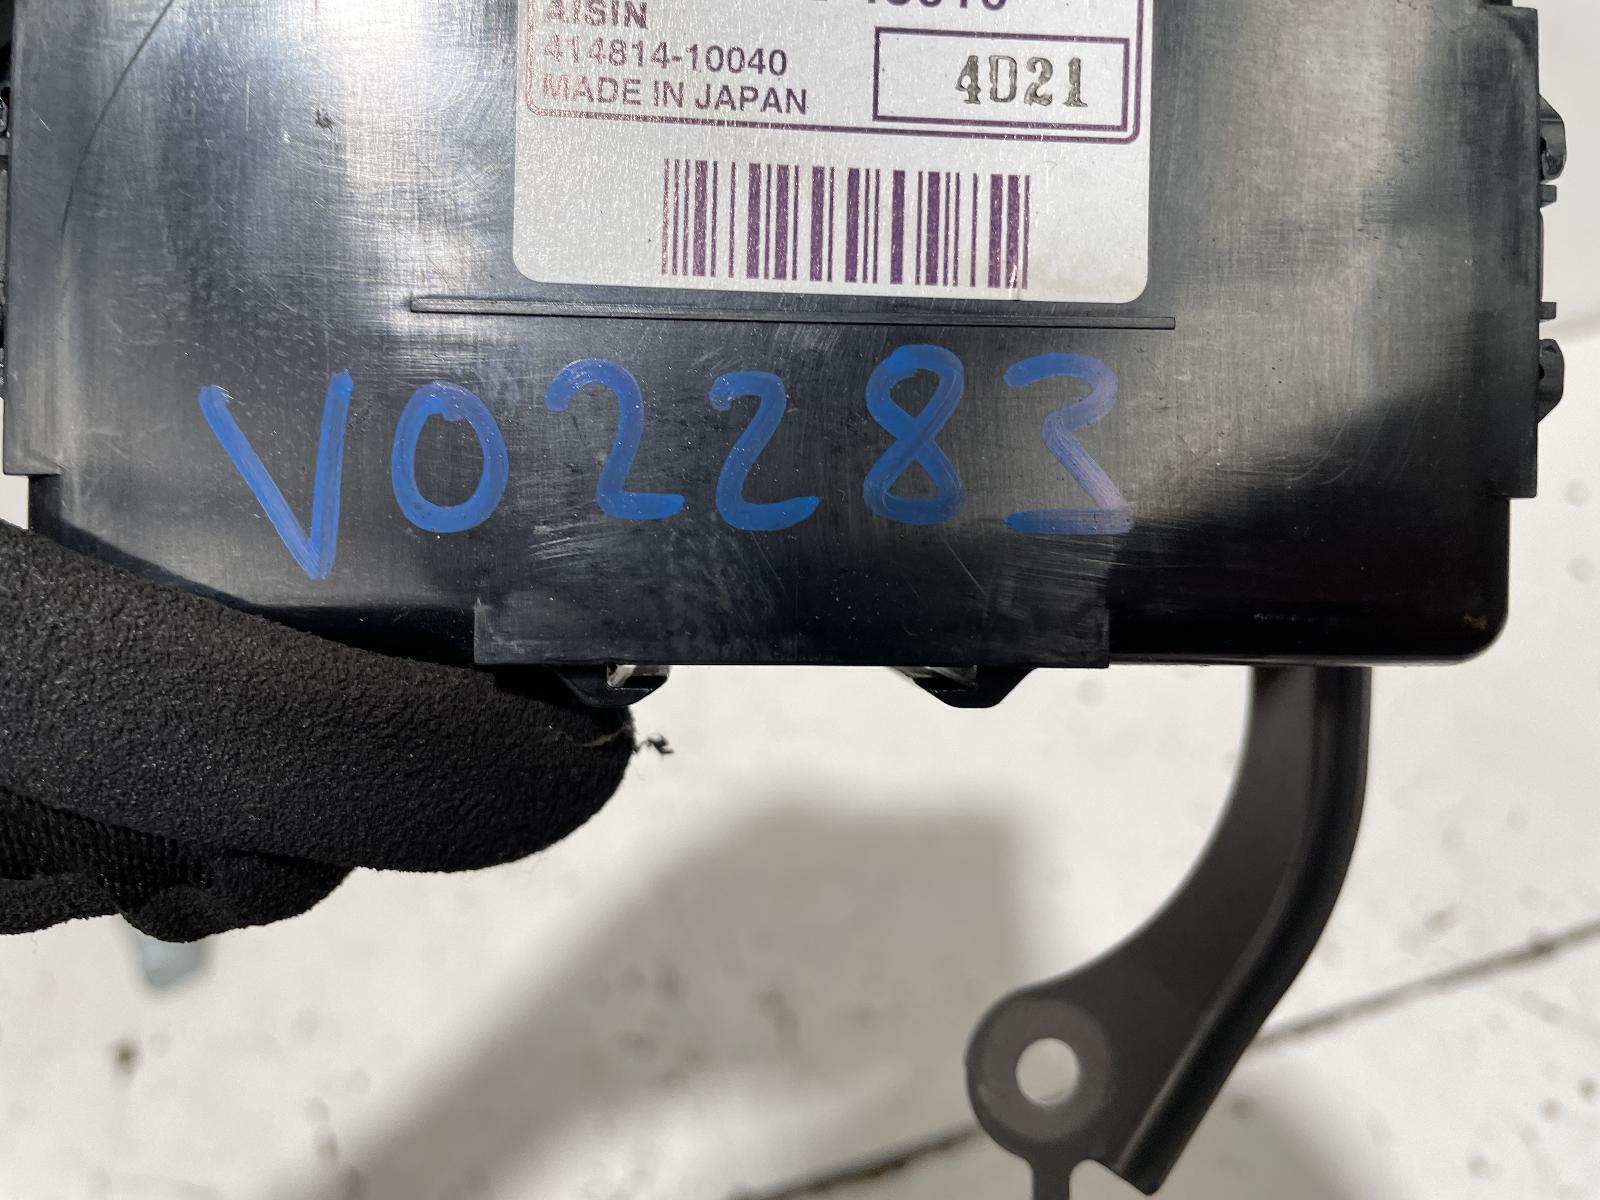 AISIN
414814-10040
MADE IN JAPAN
4D21
V02283